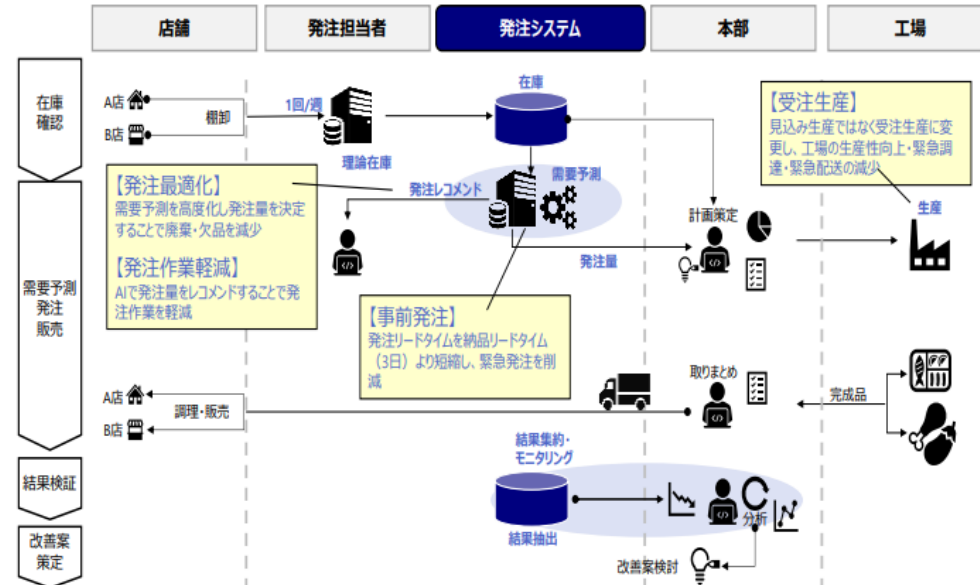 店舗
発注担当者
発注システム
本部
工場
在庫
確認
A店
B店
棚卸
1回/週
理論在庫
在庫
【受注生産】
見込み生産ではなく受注生産に変
更し、工場の生産性向上・緊急調
達・緊急配送の減少
需要予測
発注
販売
【発注最適化】
需要予測を高度化し発注量を決定
することで廃棄・欠品を減少
【発注作業軽減】
AIで発注量をレコメンドすることで発
注作業を軽減
発注レコメンド
需要予測
発注量
計画策定
生産
【事前発注】
発注リードタイムを納品リードタイム
（3日）より短縮し、緊急発注を削
減
A店
B店
調理・販売
取りまとめ
完成品
結果検証
結果集約・
モニタリング
結果抽出
分析
改善案
策定
改善案検討